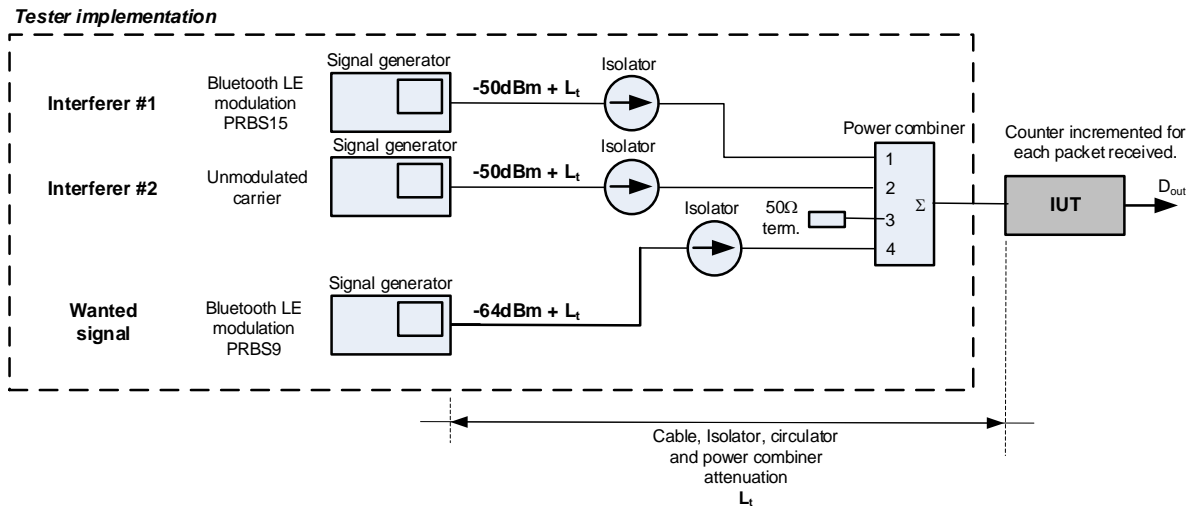 Tester implementation
Signal generator
Isolator
Interferer #1
Bluetooth LE
modulation
PRBS15
-50dBm + Lt
Signal generator
Isolator
Interferer #2
Unmodulated
carrier
-50dBm + Lt
Power combiner
1
2
3
4
Σ
Isolator
50Ω
term.
Counter incremented for
each packet received.
IUT
Dout
Signal generator
Wanted
signal
Bluetooth LE
modulation
PRBS9
-64dBm + Lt
Cable, Isolator, circulator
and power combiner
attenuation
Lt